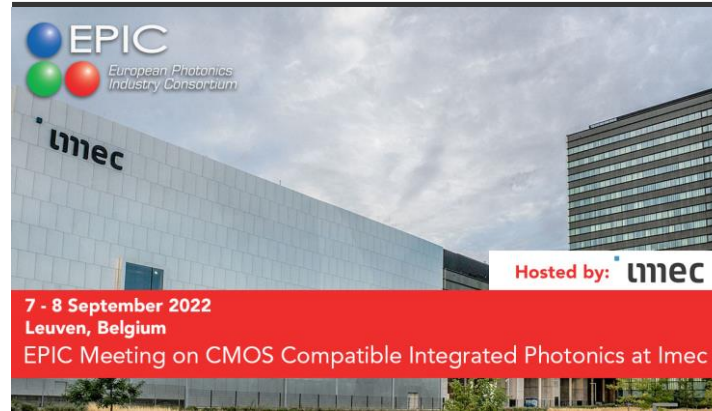 EPIC
European Photonics
Industry Consortium
imec
Hosted by: imec
7 - 8 September 2022
Leuven, Belgium
EPIC Meeting on CMOS Compatible Integrated Photonics at Imec